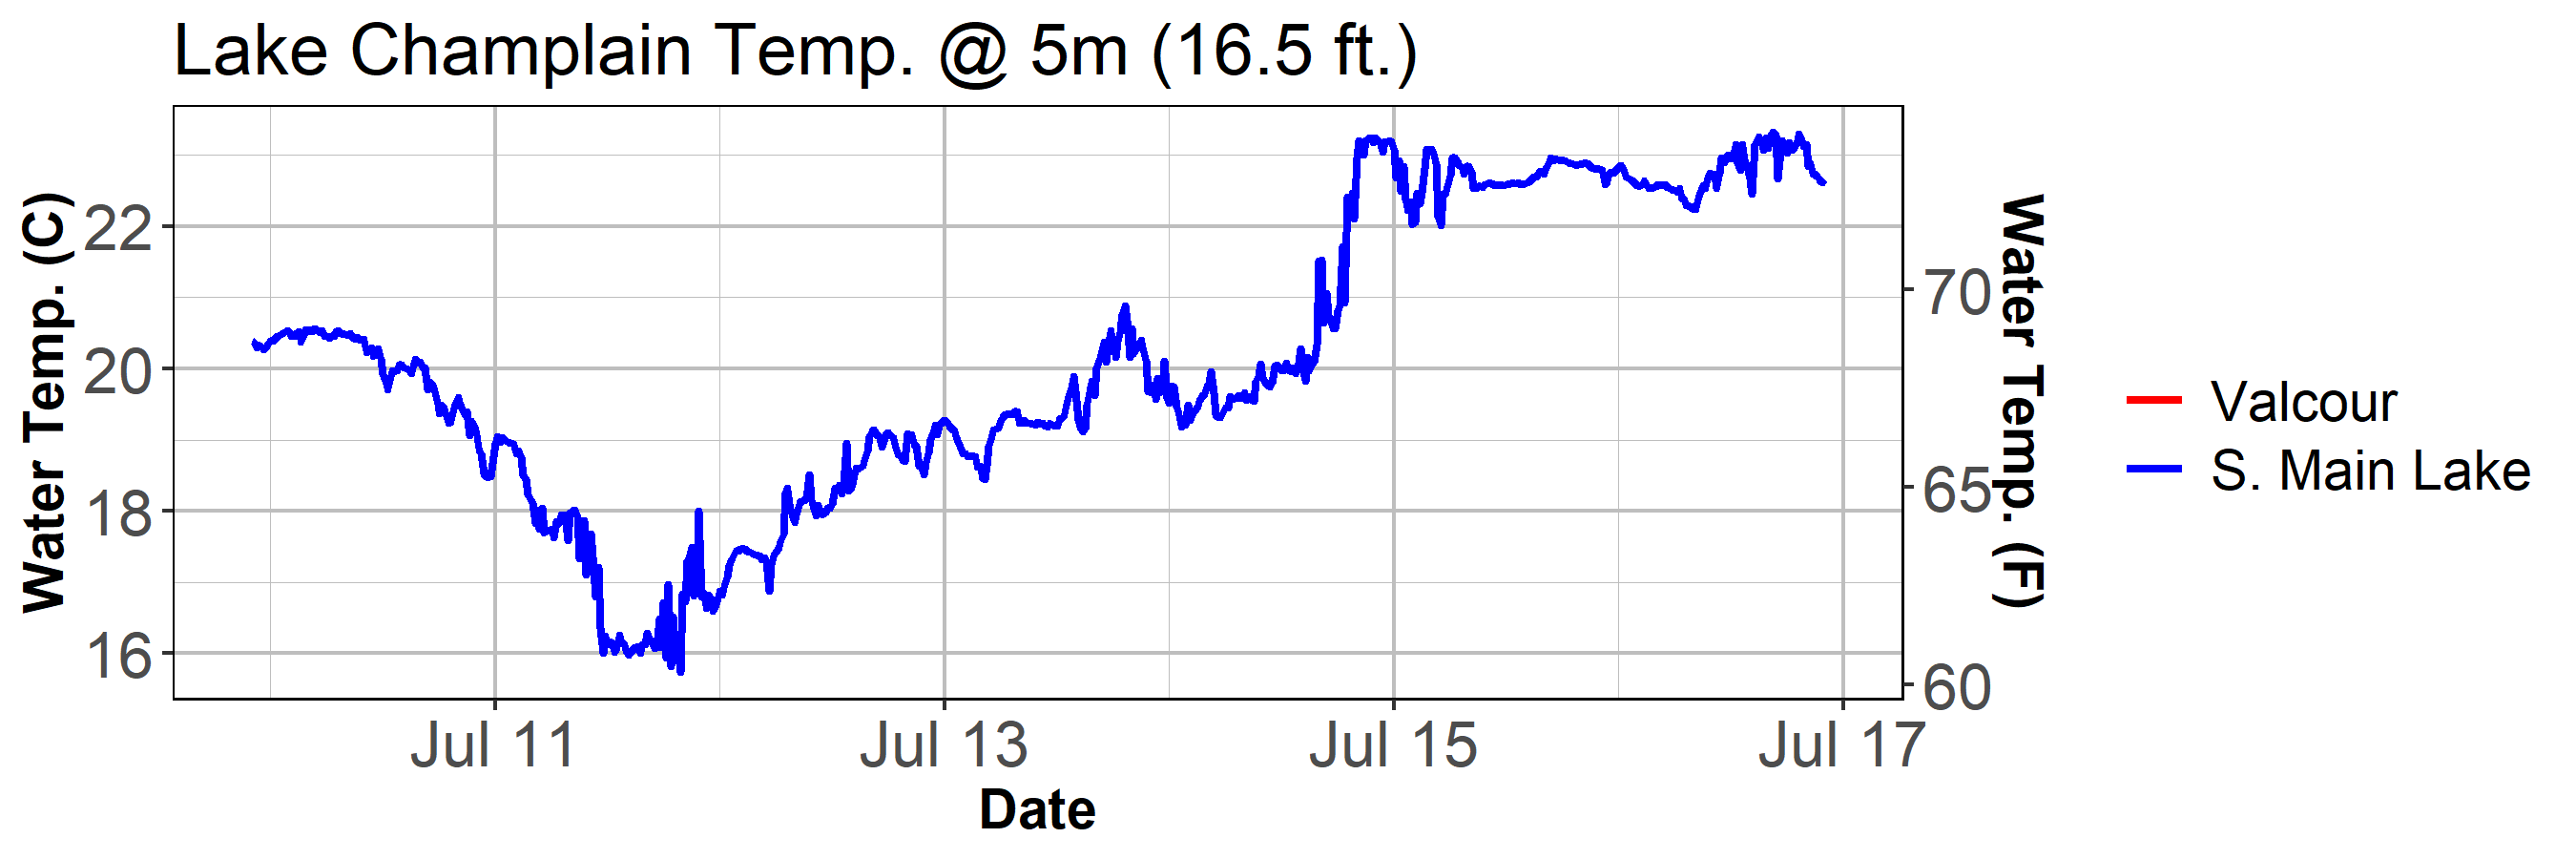 Lake Champlain Temp. @ 5m (16.5 ft.)
Water Temp. (C)
22
20
18
16
70
65
60
Water Temp. (F)
Jul 11
Jul 13
Jul 15
Jul 17
Date
Valcour
S. Main Lake